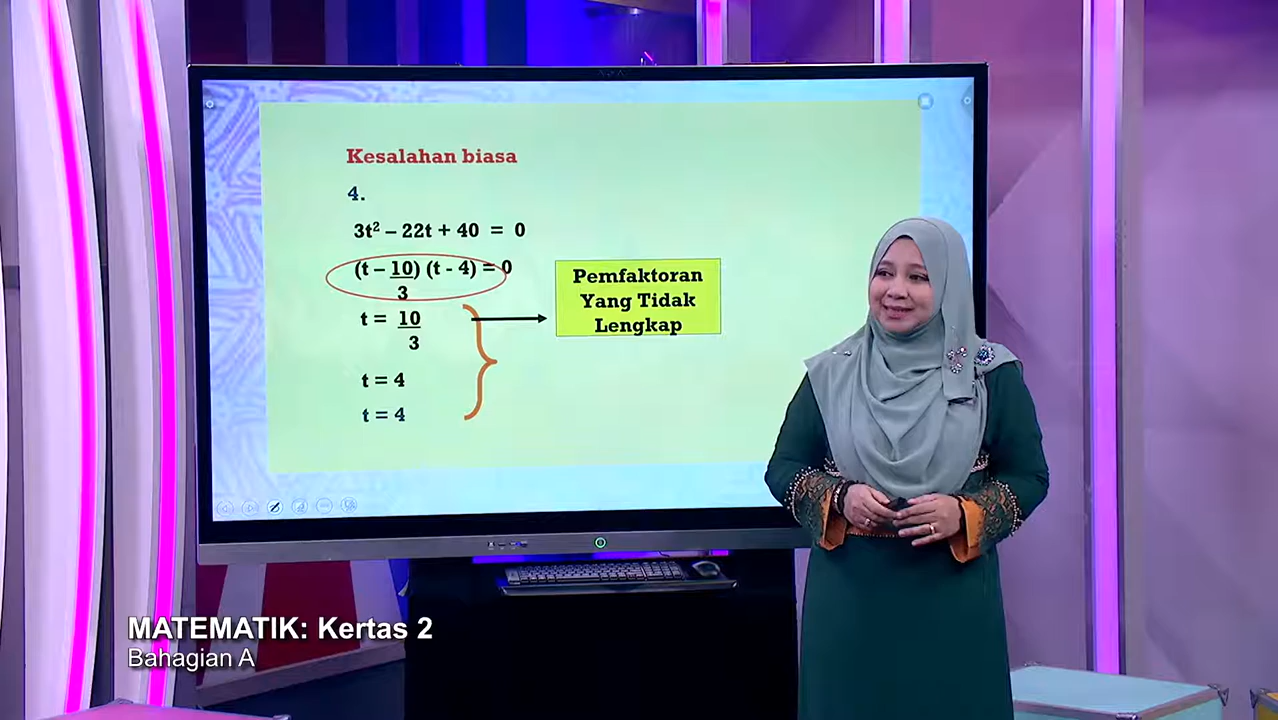 Kesalahan biasa
4.
3t² – 22t + 40 = 0
(t – 10) (t - 4) = 0
3
t = 10
3
t = 4
t = 4
Pemfaktoran
Yang Tidak
Lengkap
MATEMATIK: Kertas 2
Bahagian A